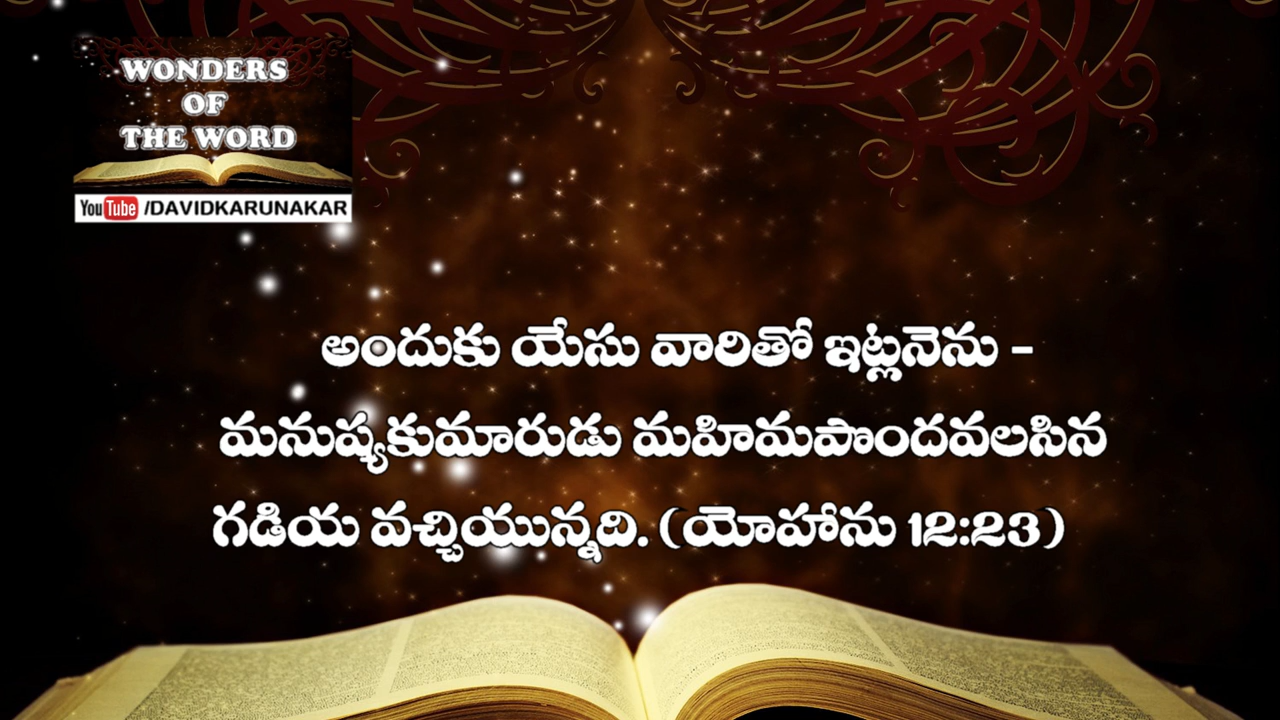 WONDERS
OF
THE WORD
YouTube /DAVIDKARUNAKAR
అందుకు యేసు వారితో ఇట్లనెను -
మనుష్యకుమారుడు మహిమపొందవలసిన
గడియ వచ్చియున్నది. (యోహాను 12:23)